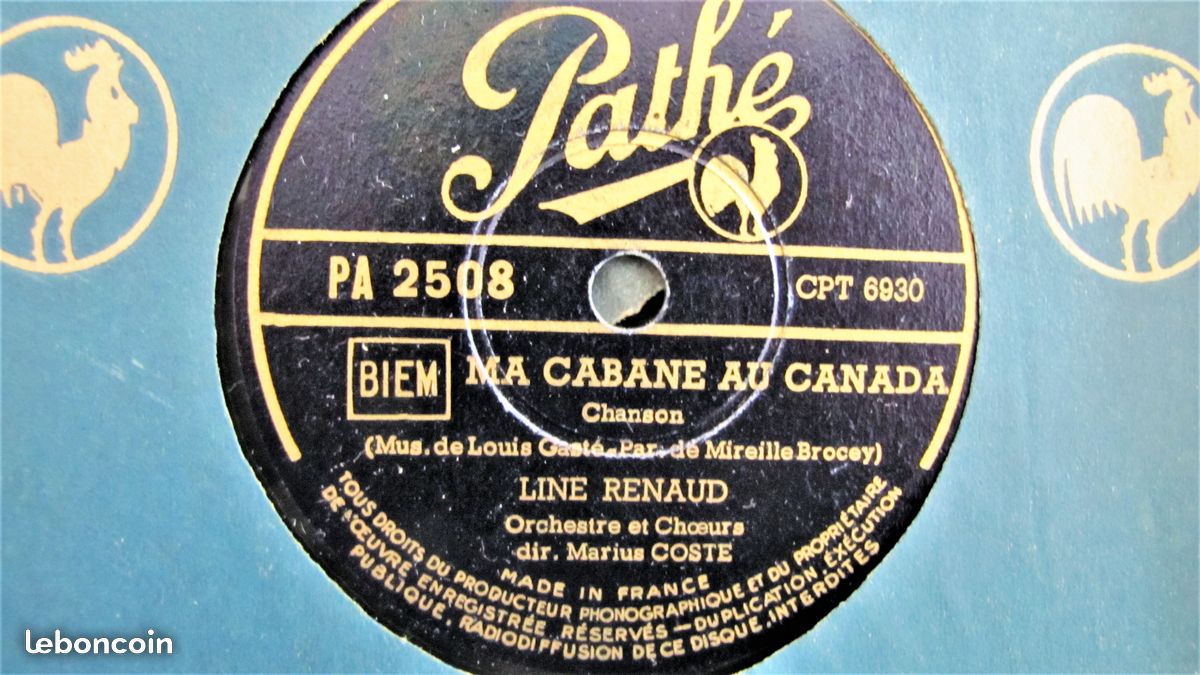 Pathé
PA 2508
CPT 6930
BIEM
MA CABANE AU CANADA
Chanson
(Mus. de Louis Gasté_Par. de Mireille Brocey)
LINE RENAUD
Orchestre et Chœurs
dir. Marius COSTE
MADE IN FRANCE
TOUS DROITS DU PRODUCTEUR PHONOGRAPHIQUE ET DU PROPRIÉTAIRE
DE L'ŒUVRE ENREGISTRÉE RÉSERVÉS — DUPLICATION, EXÉCUTION
PUBLIQUE, RADIODIFFUSION DE CE DISQUE, INTERDITES
leboncoin